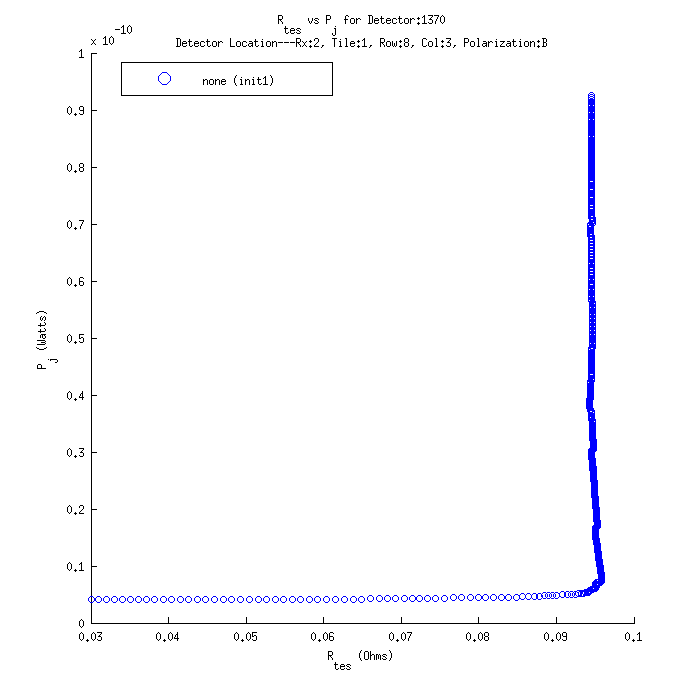 R_tes vs P_j for Detector:1370
Detector Location---Rx:2, Tile:1, Row:8, Col:3, Polarization:B
x 10^-10
none (init1)
1
0.9
0.8
0.7
0.6
0.5
0.4
0.3
0.2
0.1
0
P_j (Watts)
0.03 0.04 0.05 0.06 0.07 0.08 0.09 0.1
R_tes (Ohms)